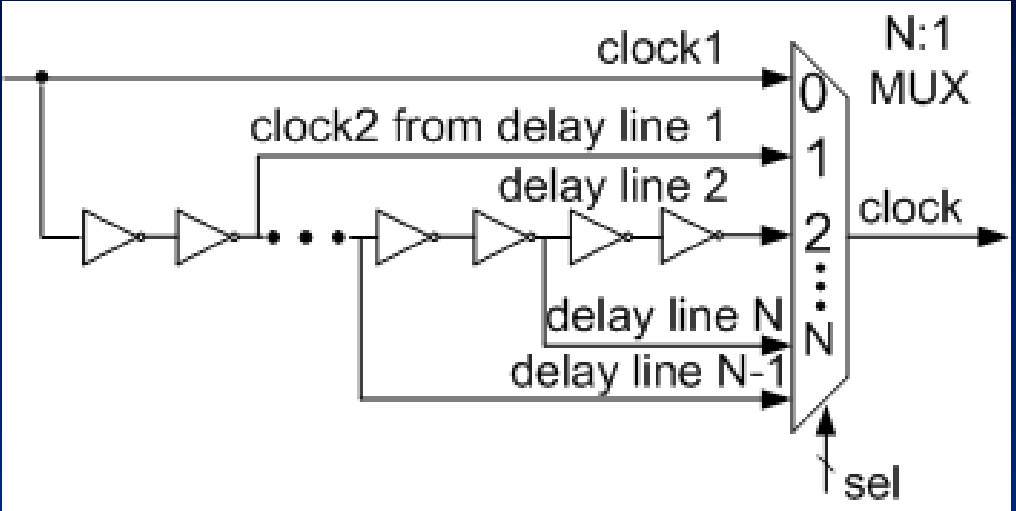 clock1
N:1
MUX
0
clock2 from delay line 1
1
delay line 2
clock
2
delay line N
N
delay line N-1
sel